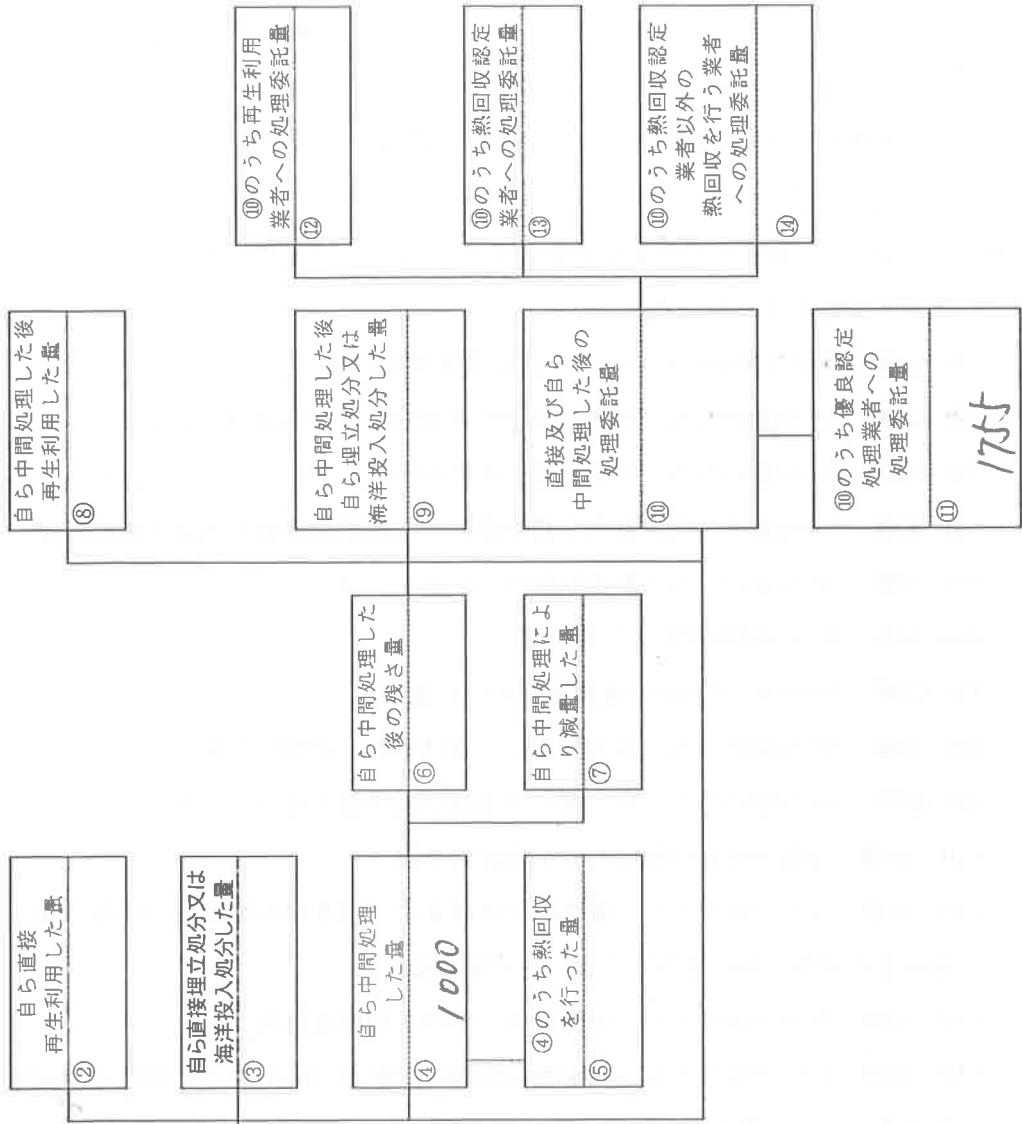 自ら直接
再生利用した量
②
自ら直接埋立処分又は
海洋投入処分した量
③
自ら中間処理
した量
④
1000
④のうち熱回収
を行った量
⑤
自ら中間処理した
後の残さ量
⑥
自ら中間処理によ
り減量した量
⑦
自ら中間処理した後
再生利用した量
⑧
自ら中間処理した後
自ら埋立処分又は
海洋投入処分した量
⑨
直接及び自ら
中間処理した後の
処理委託量
⑩
⑩のうち優良認定
処理業者への
処理委託量
⑪
1755
⑩のうち再生利用
業者への処理委託量
⑫
⑩のうち熱回収認定
業者への処理委託量
⑬
⑩のうち熱回収認定
業者以外の
熱回収を行う業者
への処理委託量
⑭